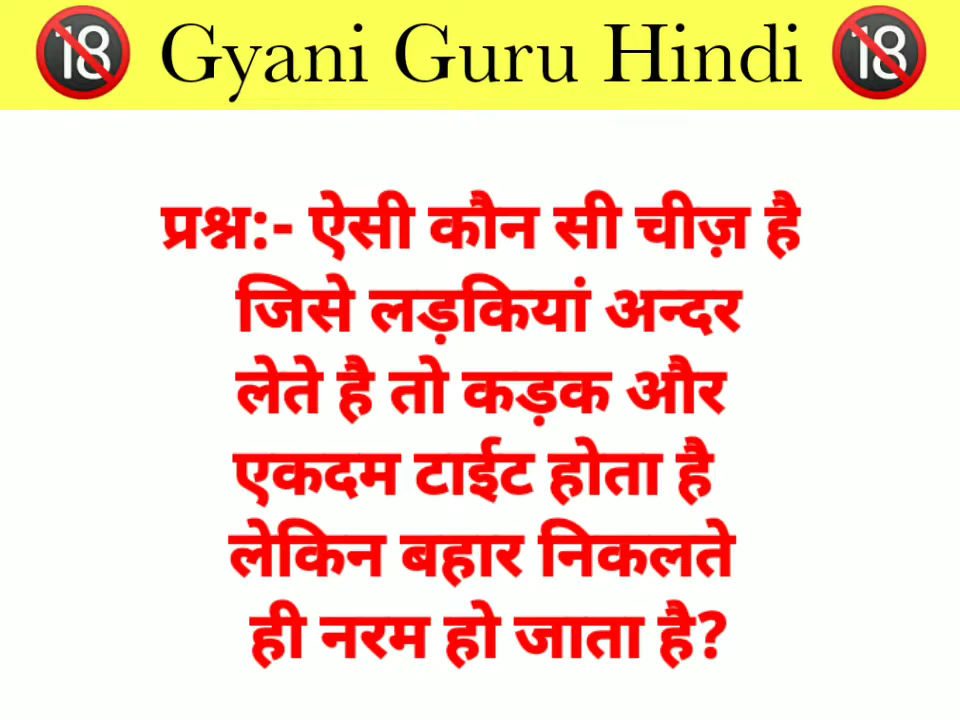 🔞 Gyani Guru Hindi 🔞
प्रश्न:- ऐसी कौन सी चीज़ है
जिसे लड़कियां अन्दर
लेते है तो कड़क और
एकदम टाईट होता है
लेकिन बहार निकलते
ही नरम हो जाता है?